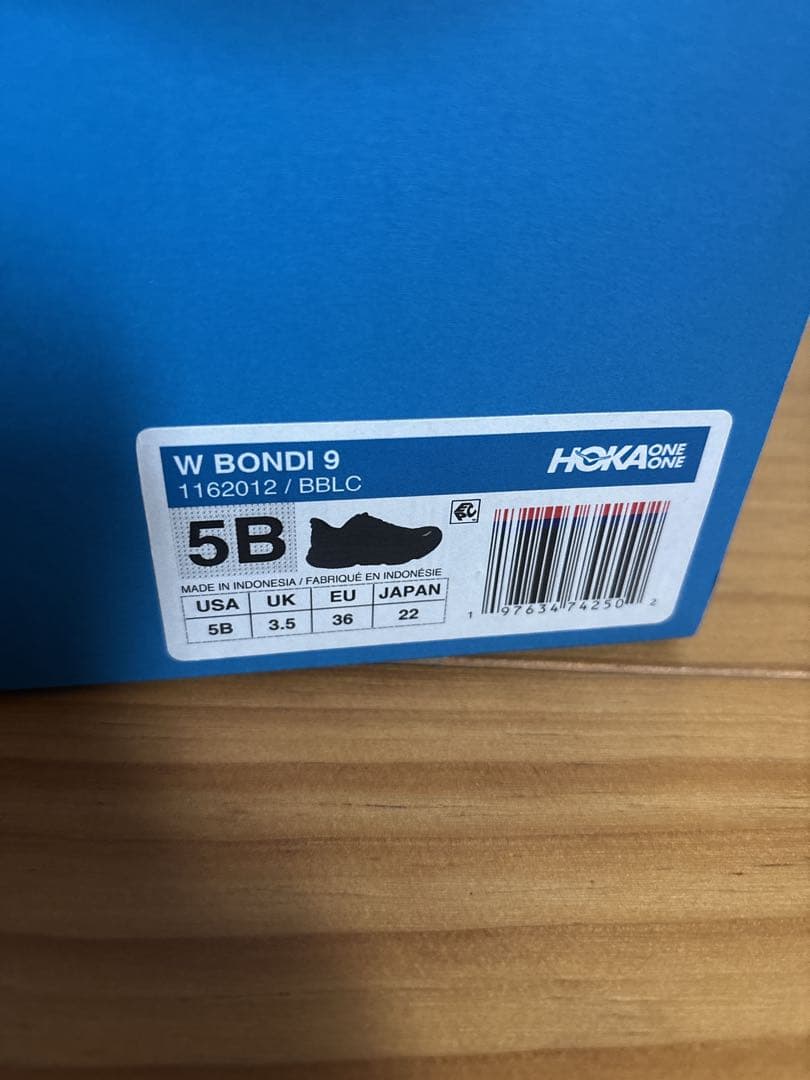 W BONDI 9
1162012 / BBLC
HOKA ONE ONE
5B
MADE IN INDONESIA / FABRIQUÉ EN INDONÉSIE
USA UK EU JAPAN
5B 3.5 36 22
1 97634 74250 2